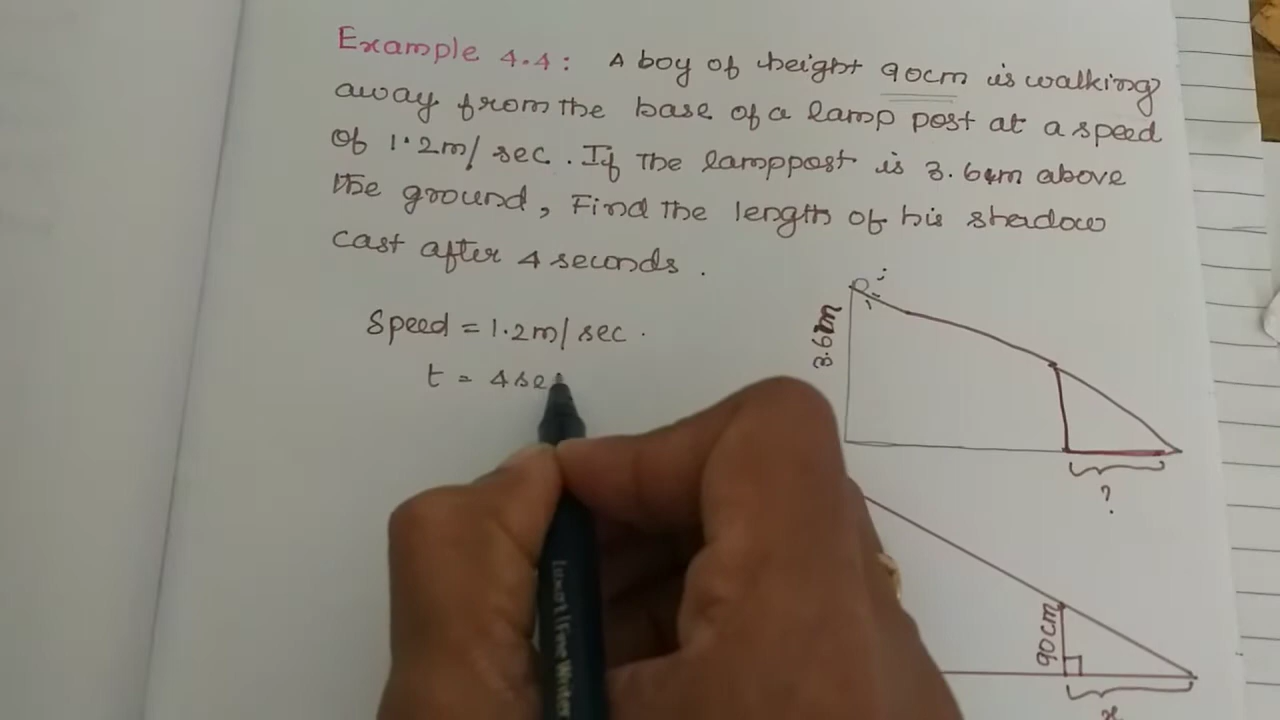 Example 4.4: A boy of height 90cm is walking
away from the base of a lamp post at a speed
of 1.2m/sec. If the lamppost is 3.6m above
the ground, Find the length of his shadow
cast after 4 seconds.
Speed = 1.2m/sec.
t = 4se
3.6m
?
90cm
x